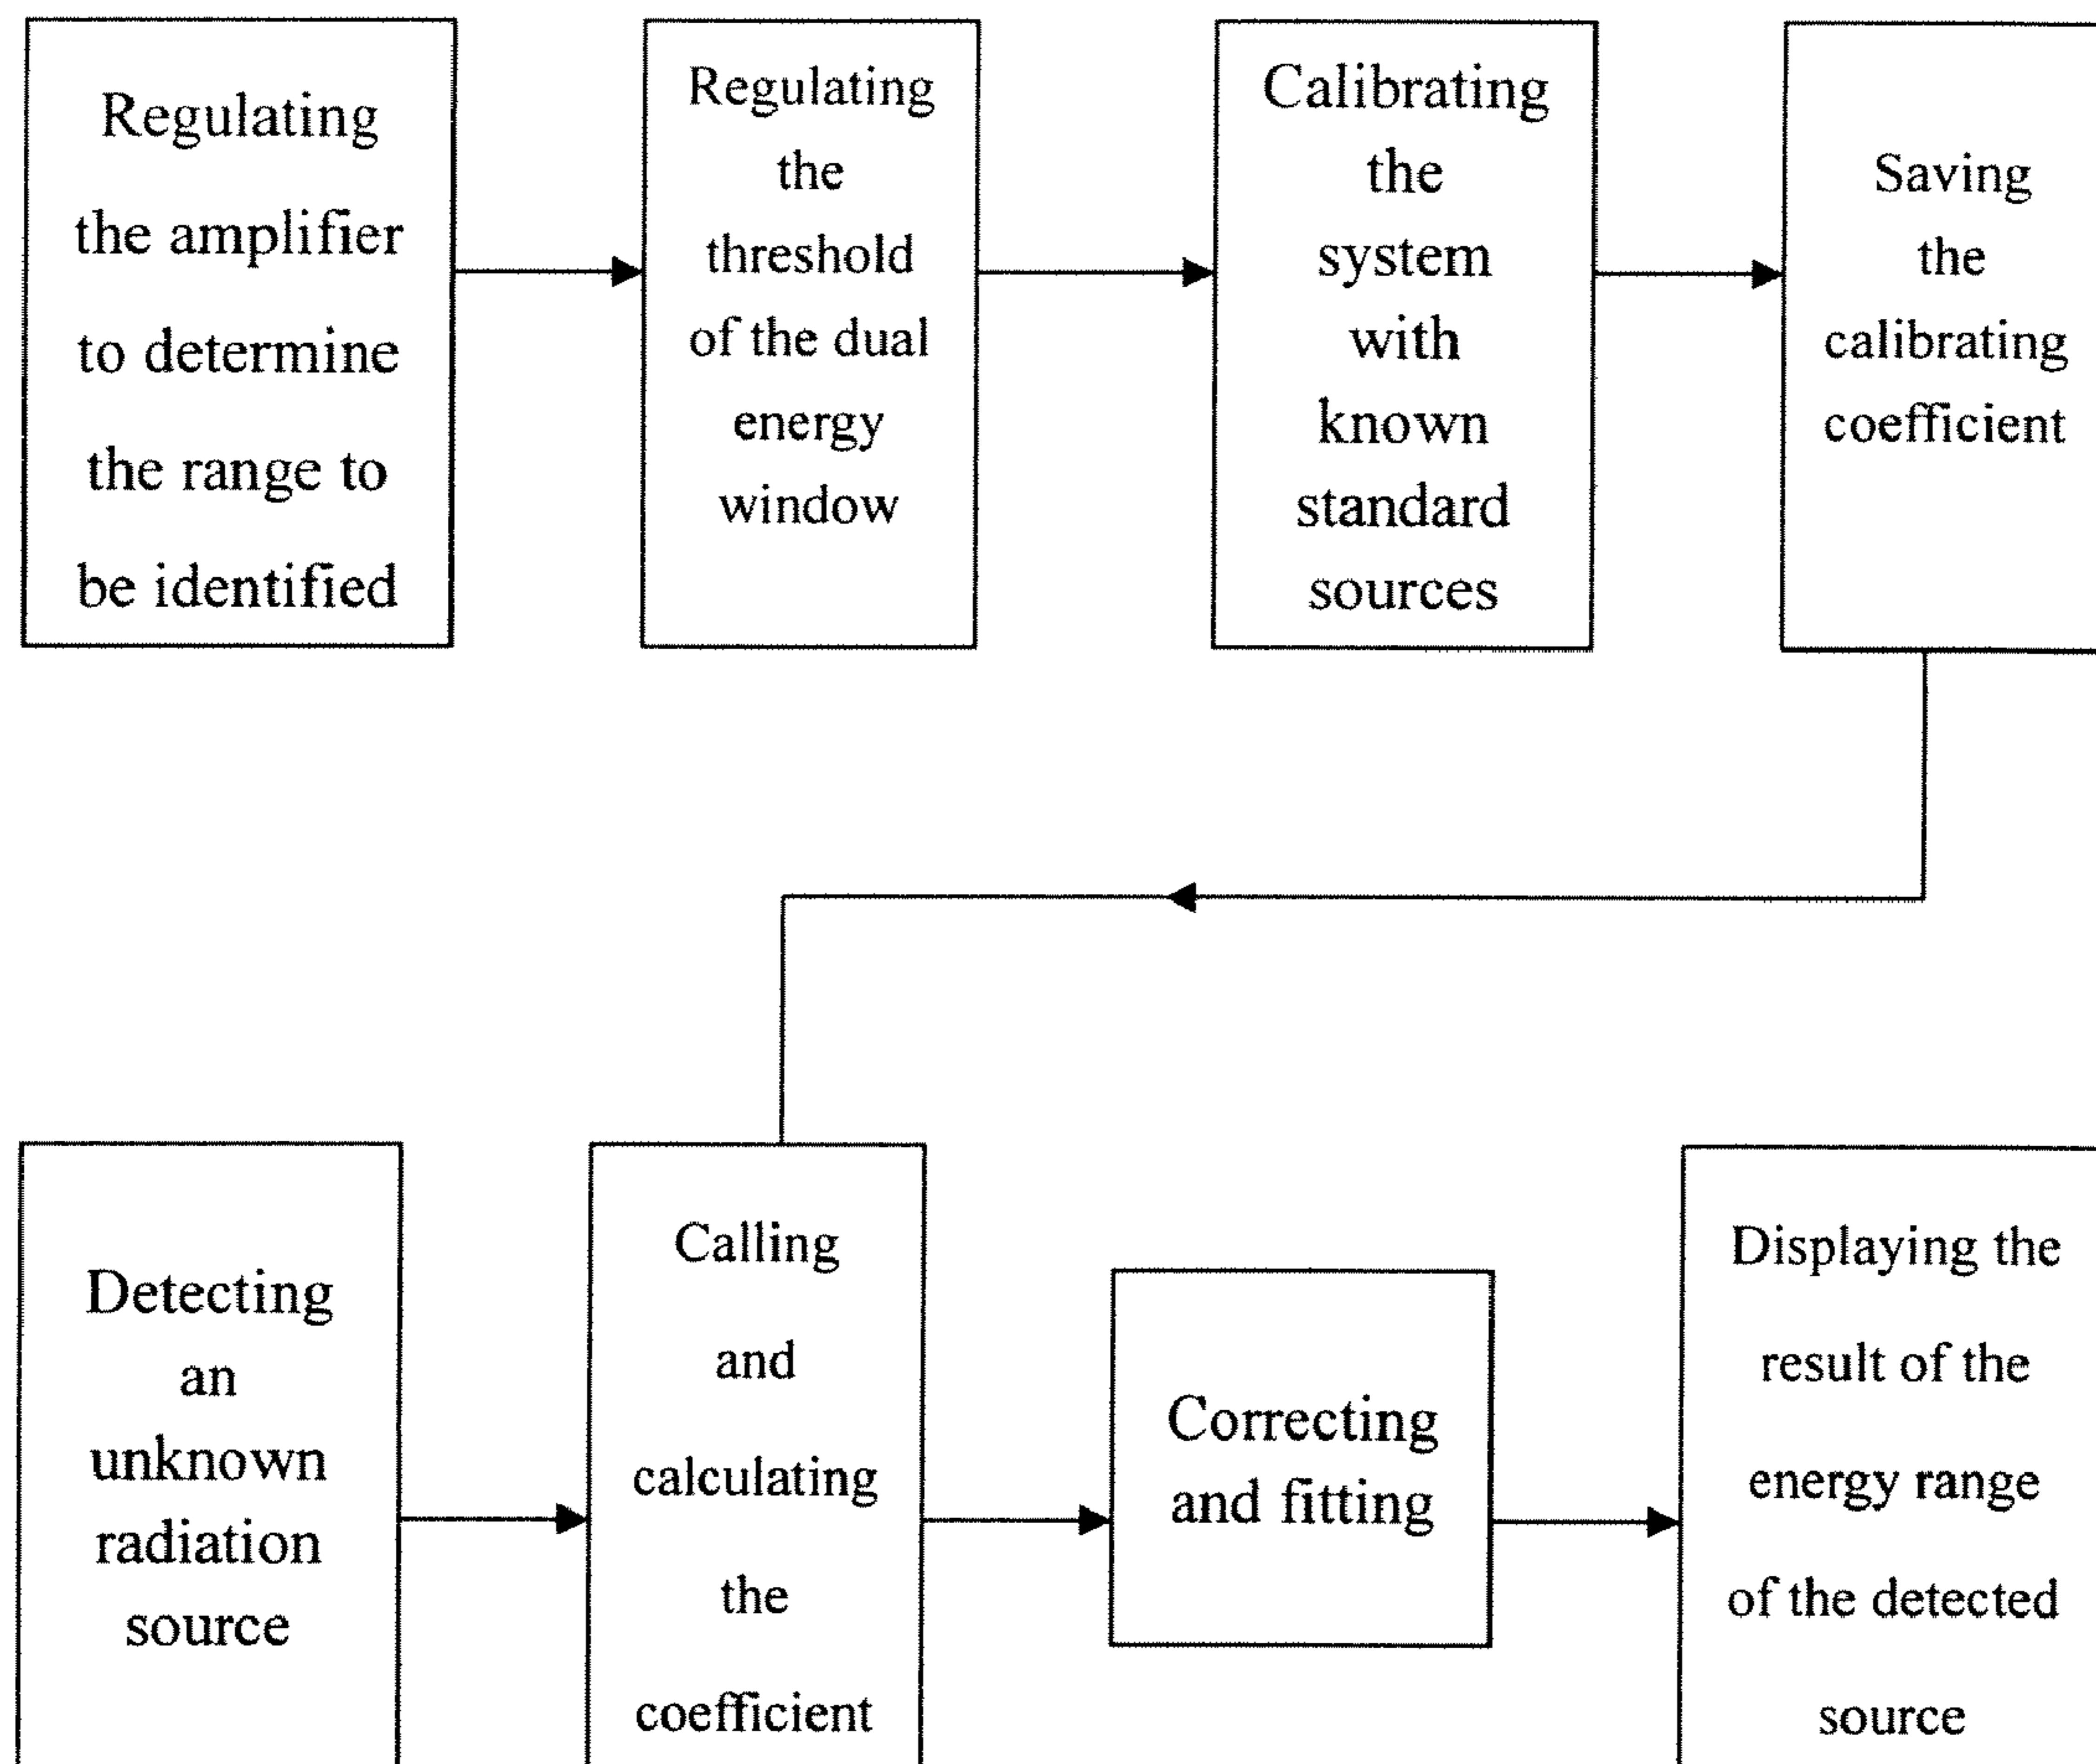 Regulating
the amplifier
to determine
the range to
be identified
Regulating
the
threshold
of the dual
energy
window
Calibrating
the
system
with
known
standard
sources
Saving
the
calibrating
coefficient
Detecting
an
unknown
radiation
source
Calling
and
calculating
the
coefficient
Correcting
and fitting
Displaying the
result of the
energy range
of the detected
source